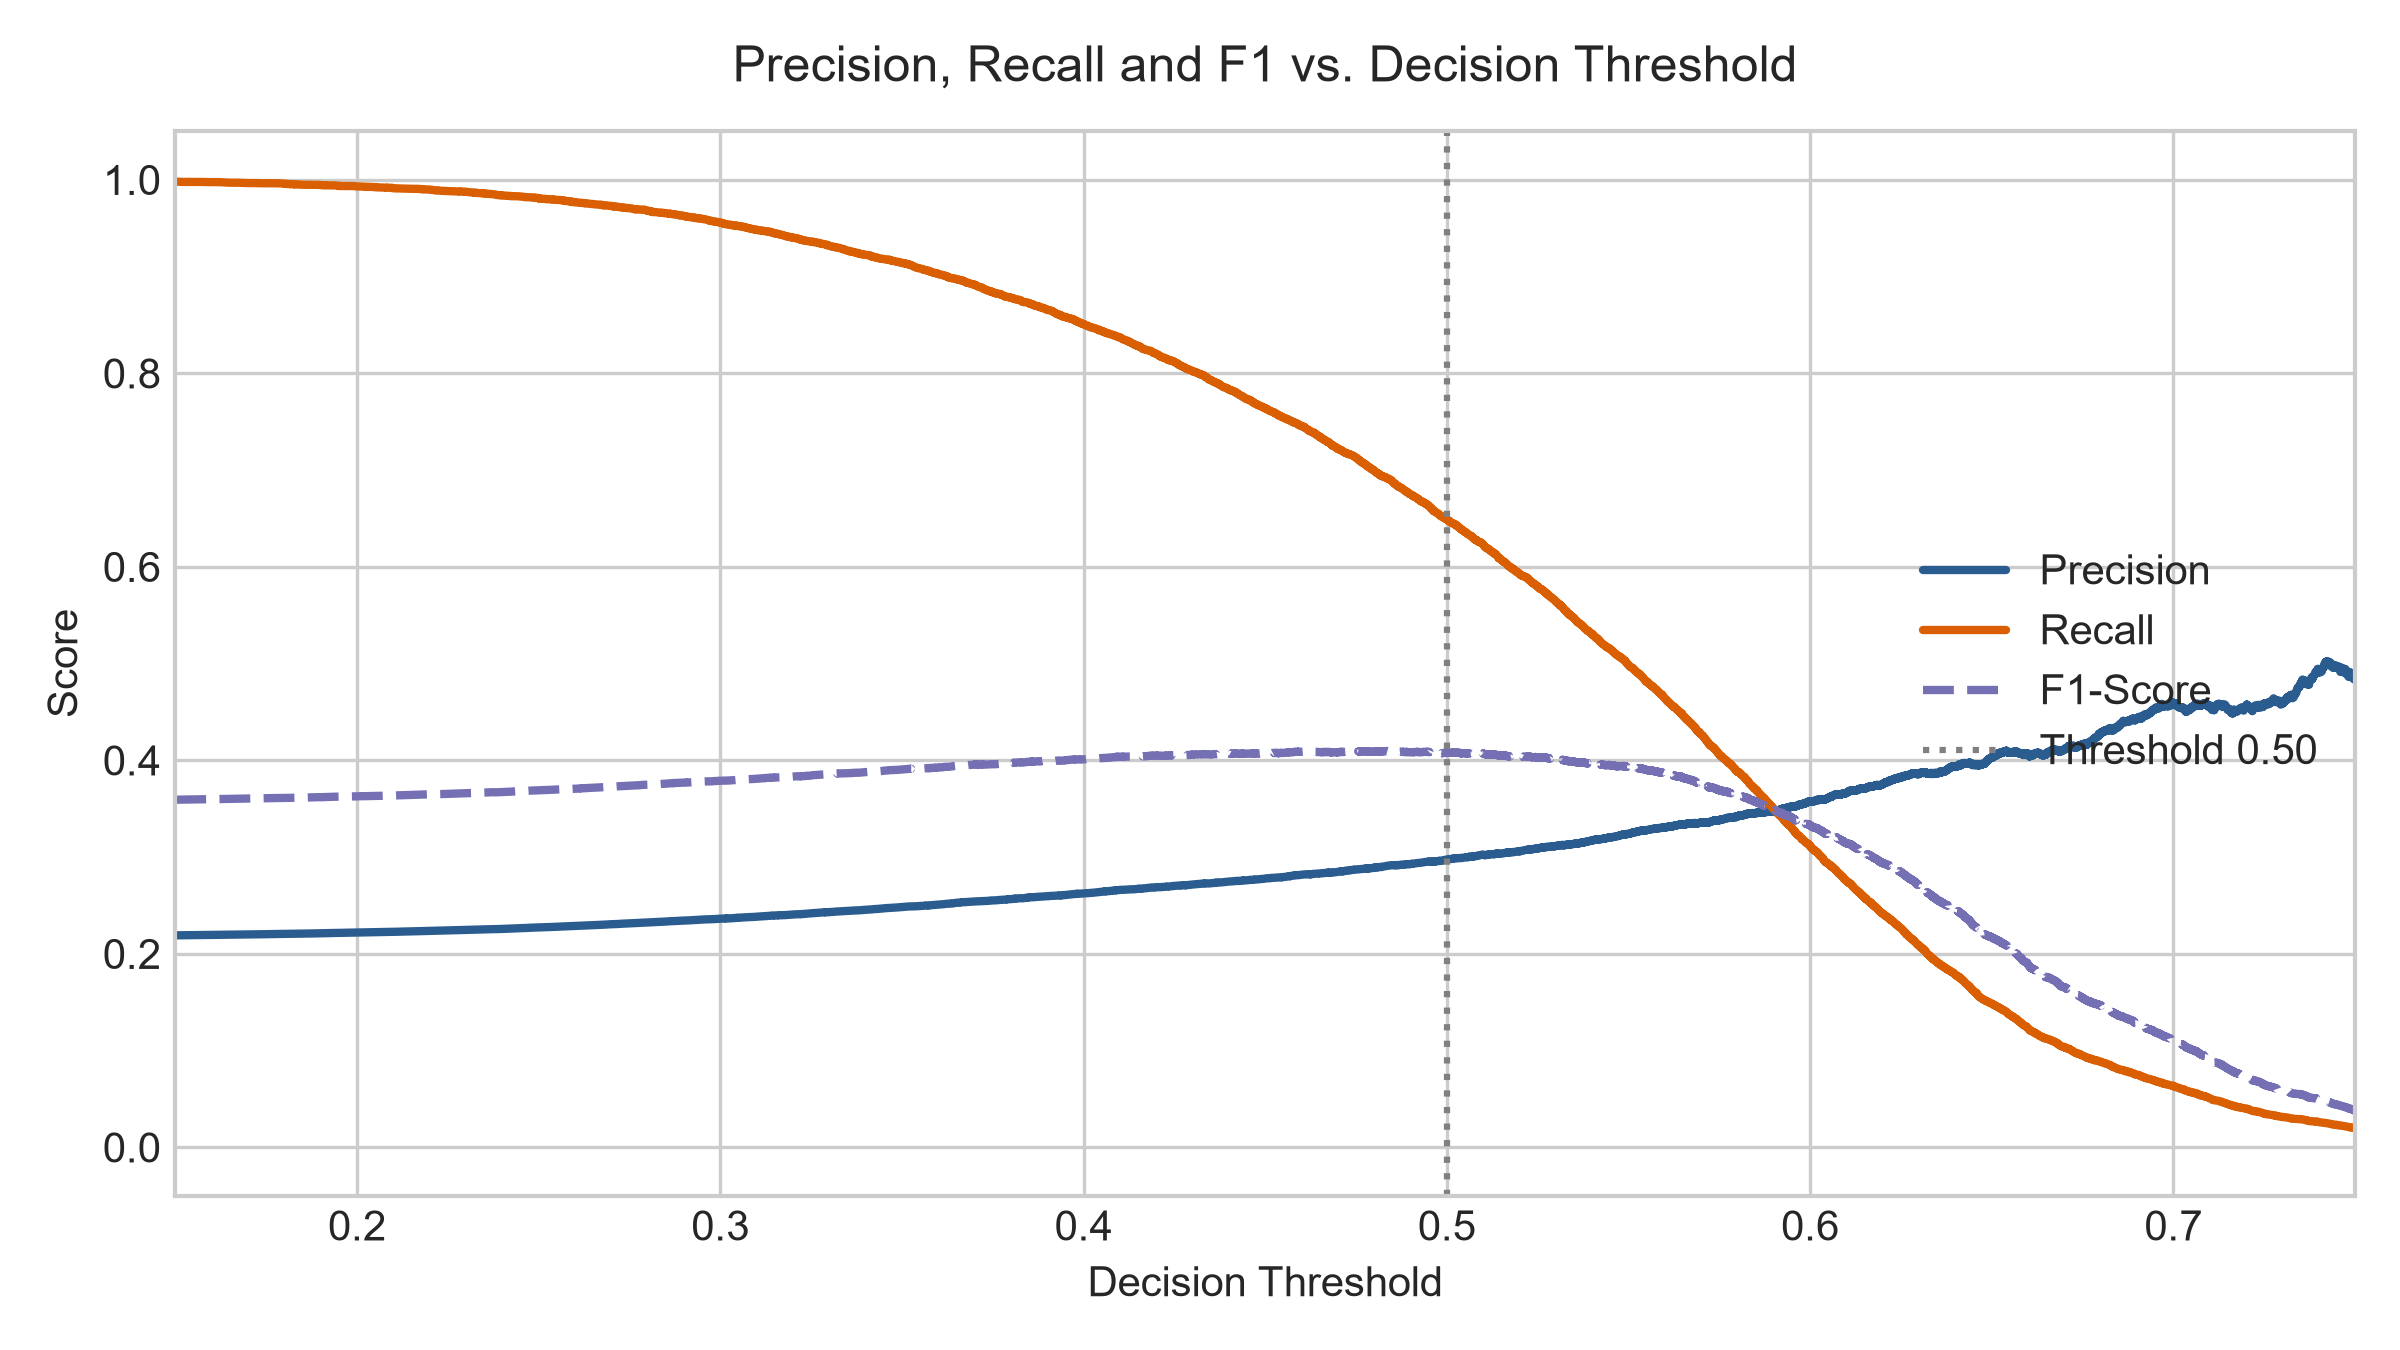 Precision, Recall and F1 vs. Decision Threshold
1.0
0.8
0.6
0.4
0.2
0.0
Score
Precision
Recall
F1-Score
Threshold 0.50
0.2 0.3 0.4 0.5 0.6 0.7
Decision Threshold